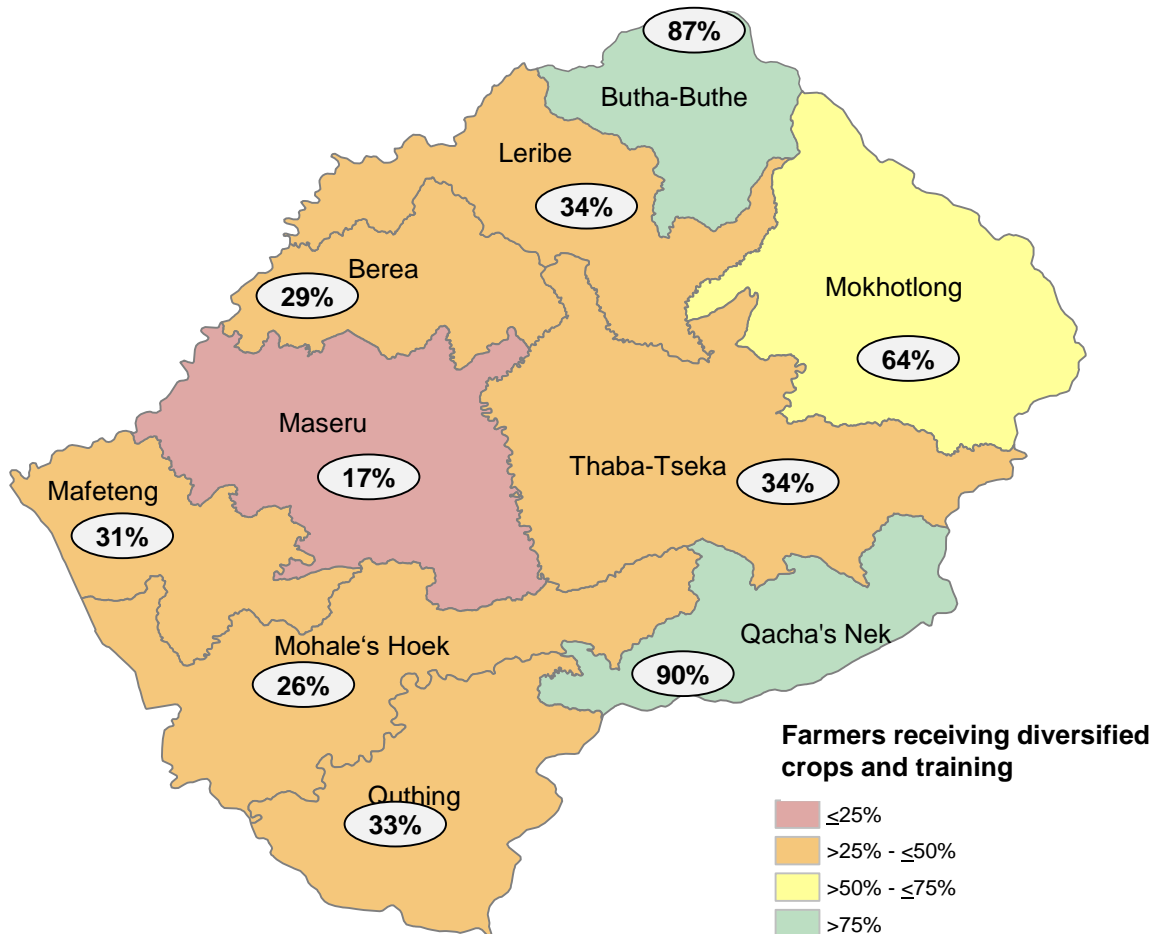 87%
Butha-Buthe
Leribe
34%
Berea
29%
Mokhotlong
64%
Maseru
17%
Thaba-Tseka
34%
Mafeteng
31%
Qacha's Nek
90%
Mohale‘s Hoek
26%
Quthing
33%
Farmers receiving diversified
crops and training
≤25%
>25% - ≤50%
>50% - ≤75%
>75%